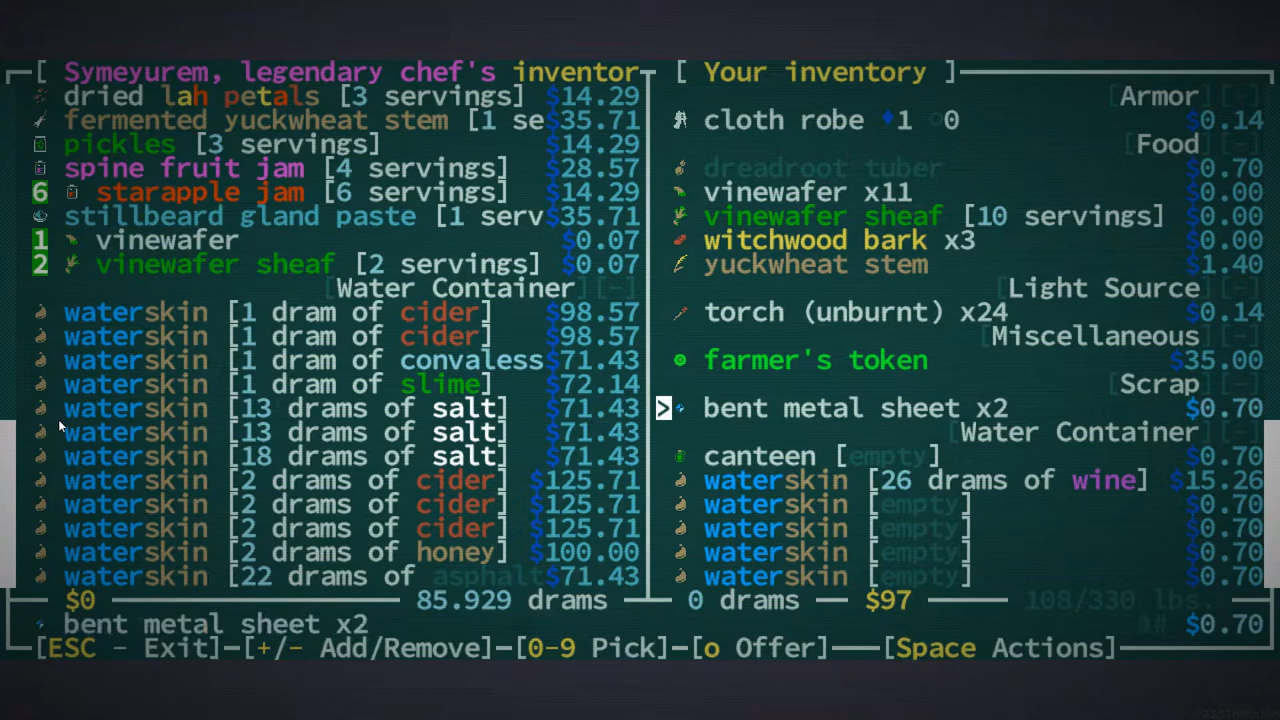 [ Symeyurem, legendary chef's inventor
dried lah petals [3 servings] $14.29
fermented yuckwheat stem [1 se$35.71
pickles [3 servings] $14.29
spine fruit jam [4 servings] $28.57
6 starapple jam [6 servings] $14.29
stillbeard gland paste [1 serv$35.71
1 vinewafer $0.07
2 vinewafer sheaf [2 servings] $0.07
[Water Container][-]
waterskin [1 dram of cider] $98.57
waterskin [1 dram of cider] $98.57
waterskin [1 dram of convaless$71.43
waterskin [1 dram of slime] $72.14
waterskin [13 drams of salt] $71.43
waterskin [13 drams of salt] $71.43
waterskin [18 drams of salt] $71.43
waterskin [2 drams of cider] $125.71
waterskin [2 drams of cider] $125.71
waterskin [2 drams of cider] $125.71
waterskin [2 drams of honey] $100.00
waterskin [22 drams of asphalt$71.43
$0 85.929 drams
[ Your inventory ]
[Armor][-]
cloth robe ♦1 ○0 $0.14
[Food][-]
dreadroot tuber $0.70
vinewafer x11 $0.00
vinewafer sheaf [10 servings] $0.00
witchwood bark x3 $0.00
yuckwheat stem $1.40
[Light Source][-]
torch (unburnt) x24 $0.14
[Miscellaneous][-]
farmer's token $35.00
[Scrap][-]
> bent metal sheet x2 $0.70
[Water Container][-]
canteen [empty] $0.70
waterskin [26 drams of wine] $15.26
waterskin [empty] $0.70
waterskin [empty] $0.70
waterskin [empty] $0.70
waterskin [empty] $0.70
0 drams — $97 108/330 lbs.
bent metal sheet x2 $0.70
[ESC - Exit]-[+/- Add/Remove]-[0-9 Pick]-[o Offer] [Space Actions]